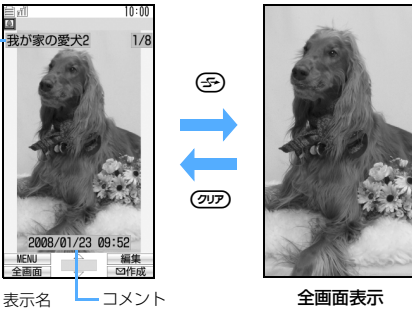 10:00
我が家の愛犬2 1/8
2008/01/23 09:52
MENU 編集
全画面 作成
表示名 コメント
クリア
全画面表示